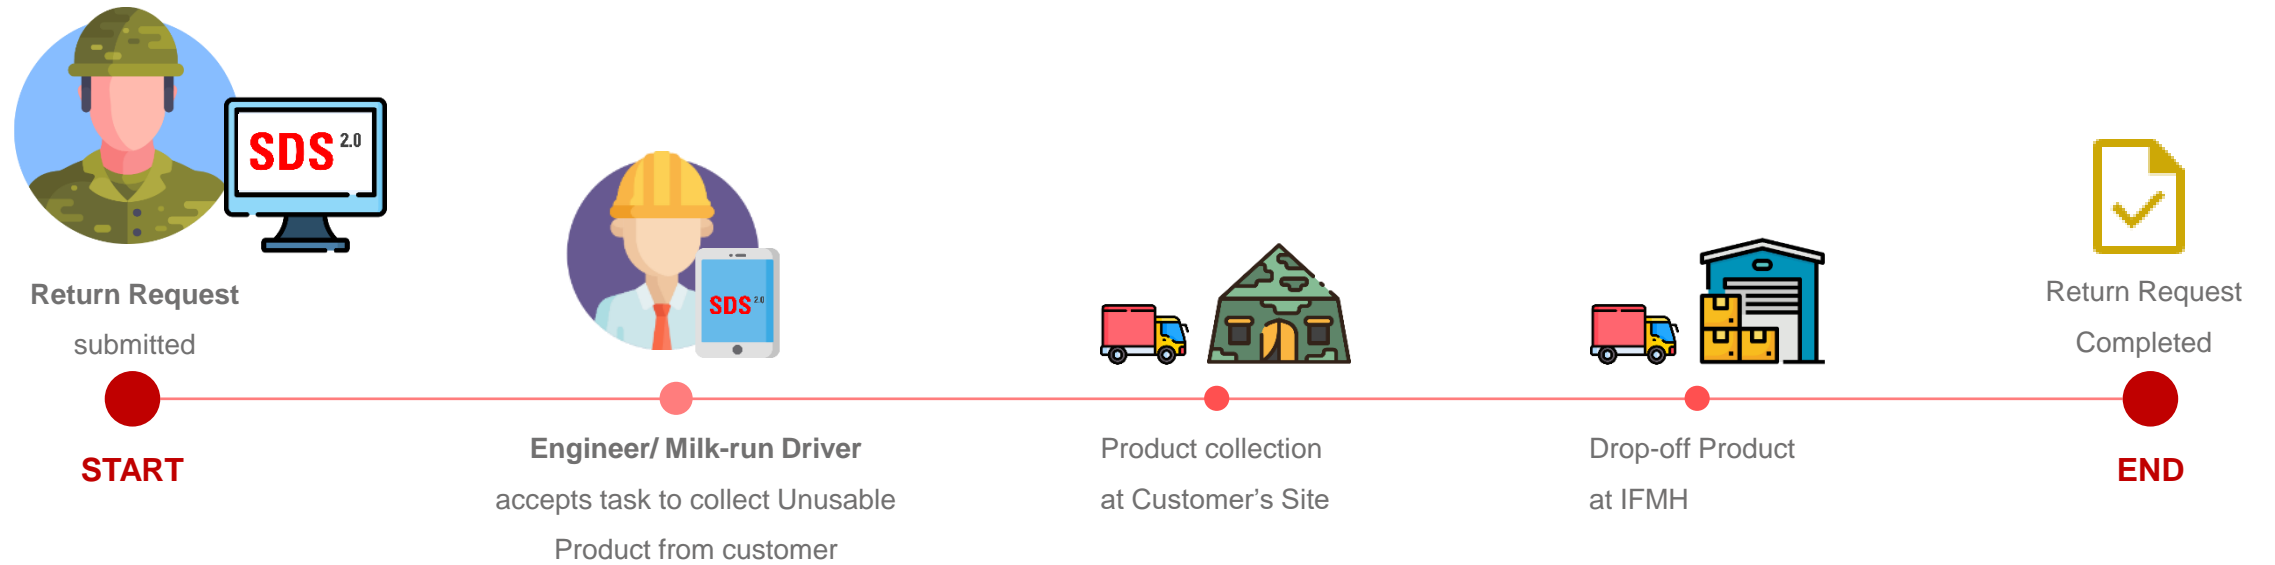 SDS 2.0
Return Request
submitted
START
SDS 2.0
Engineer/ Milk-run Driver
accepts task to collect Unusable
Product from customer
Product collection
at Customer’s Site
Drop-off Product
at IFMH
Return Request
Completed
END